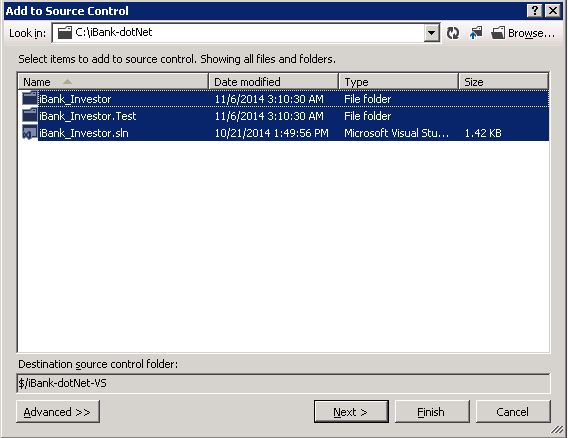 Add to Source Control
Look in: C:\iBank-dotNet Browse...
Select items to add to source control. Showing all files and folders.
Name Date modified Type Size
iBank_Investor 11/6/2014 3:10:30 AM File folder
iBank_Investor.Test 11/6/2014 3:10:30 AM File folder
iBank_Investor.sln 10/21/2014 1:49:56 PM Microsoft Visual Stu... 1.42 KB
Destination source control folder:
$/iBank-dotNet-VS
Advanced >> Next > Finish Cancel